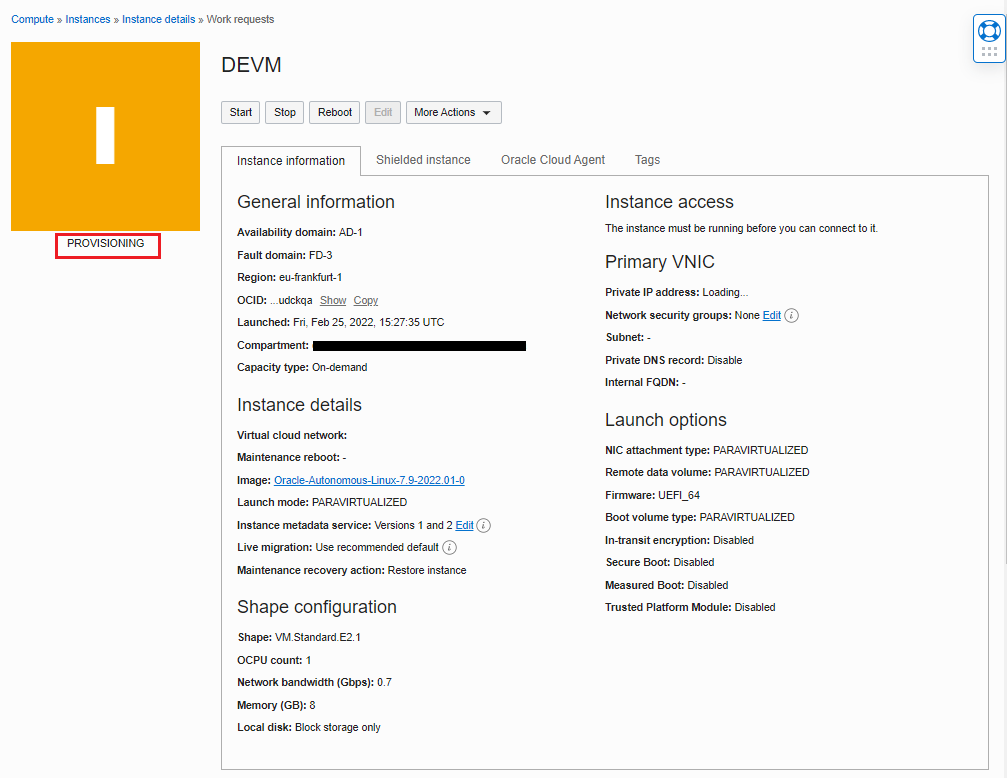 Compute » Instances » Instance details » Work requests
I
PROVISIONING
DEVM
Start Stop Reboot Edit More Actions
Instance information Shielded instance Oracle Cloud Agent Tags
General information
Availability domain: AD-1
Fault domain: FD-3
Region: eu-frankfurt-1
OCID: ...udckqa Show Copy
Launched: Fri, Feb 25, 2022, 15:27:35 UTC
Compartment:
Capacity type: On-demand
Instance details
Virtual cloud network:
Maintenance reboot: -
Image: Oracle-Autonomous-Linux-7.9-2022.01-0
Launch mode: PARAVIRTUALIZED
Instance metadata service: Versions 1 and 2 Edit i
Live migration: Use recommended default i
Maintenance recovery action: Restore instance
Shape configuration
Shape: VM.Standard.E2.1
OCPU count: 1
Network bandwidth (Gbps): 0.7
Memory (GB): 8
Local disk: Block storage only
Instance access
The instance must be running before you can connect to it.
Primary VNIC
Private IP address: Loading...
Network security groups: None Edit i
Subnet: -
Private DNS record: Disable
Internal FQDN: -
Launch options
NIC attachment type: PARAVIRTUALIZED
Remote data volume: PARAVIRTUALIZED
Firmware: UEFI_64
Boot volume type: PARAVIRTUALIZED
In-transit encryption: Disabled
Secure Boot: Disabled
Measured Boot: Disabled
Trusted Platform Module: Disabled